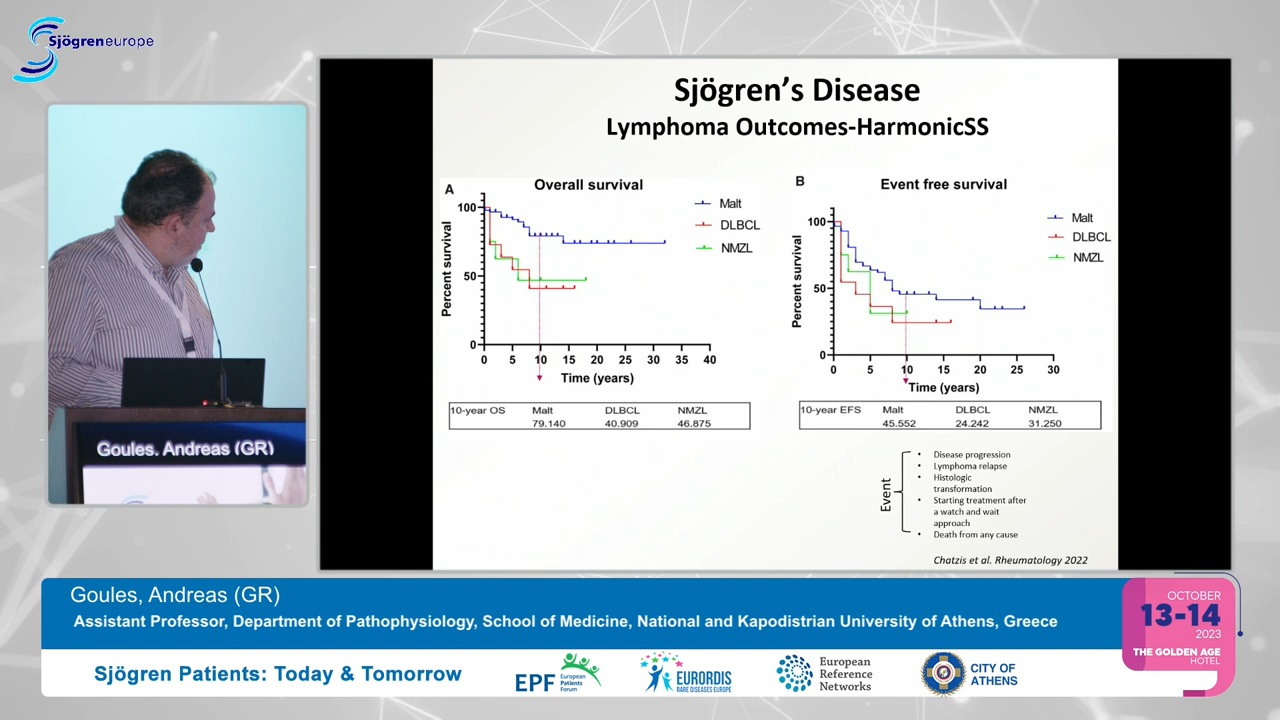 Sjögreneurope
Sjögren's Disease
Lymphoma Outcomes-HarmonicSS
A
Overall survival
Malt
DLBCL
NMZL
Percent survival
100
50
0
0 5 10 15 20 25 30 35 40
Time (years)
10-year OS Malt DLBCL NMZL
79.140 40.909 46.875
B
Event free survival
Malt
DLBCL
NMZL
Percent survival
100
50
0
0 5 10 15 20 25 30
Time (years)
10-year EFS Malt DLBCL NMZL
45.552 24.242 31.250
Event
• Disease progression
• Lymphoma relapse
• Histologic
transformation
• Starting treatment after
a watch and wait
approach
• Death from any cause
Chatzis et al. Rheumatology 2022
Goules, Andreas (GR)
Goules, Andreas (GR)
Assistant Professor, Department of Pathophysiology, School of Medicine, National and Kapodistrian University of Athens, Greece
OCTOBER
13-14
2023
THE GOLDEN AGE
HOTEL
Sjögren Patients: Today & Tomorrow
EPF
European
Patients
Forum
EURORDIS
RARE DISEASES EUROPE
European
Reference
Networks
CITY OF
ATHENS